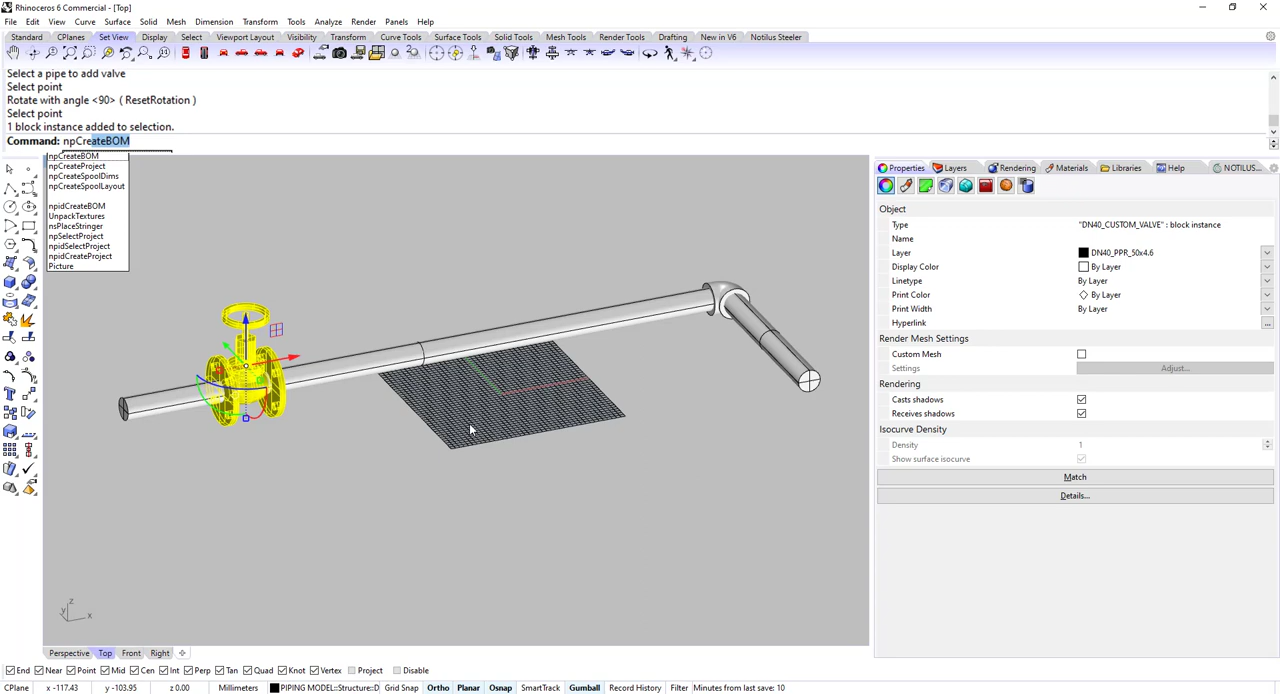 Rhinoceros 6 Commercial - [Top]
File Edit View Curve Surface Solid Mesh Dimension Transform Tools Analyze Render Panels Help
Standard CPlanes Set View Display Select Viewport Layout Visibility Transform Curve Tools Surface Tools Solid Tools Mesh Tools Render Tools Drafting New in V6 Notilus Steeler
Select a pipe to add valve
Select point
Rotate with angle <90> ( ResetRotation )
Select point
1 block instance added to selection.
Command: npCreateBOM
npCreateBOM
npCreateProject
npCreateSpoolDims
npCreateSpoolLayout
npidCreateBOM
UnpackTextures
nsPlaceStringer
npSelectProject
npidSelectProject
npidCreateProject
Picture
z
y
x
Properties Layers Rendering Materials Libraries Help NOTILUS...
Object
Type "DN40_CUSTOM_VALVE" : block instance
Name
Layer DN40_PPR_50x4.6
Display Color By Layer
Linetype By Layer
Print Color By Layer
Print Width By Layer
Hyperlink ...
Render Mesh Settings
Custom Mesh
Settings Adjust...
Rendering
Casts shadows
Receives shadows
Isocurve Density
Density 1
Show surface isocurve
Match
Details...
Perspective Top Front Right
End Near Point Mid Cen Int Perp Tan Quad Knot Vertex Project Disable
CPlane x -117.43 y -103.95 z 0.00 Millimeters PIPING MODEL::Structure::D Grid Snap Ortho Planar Osnap SmartTrack Gumball Record History Filter Minutes from last save: 10